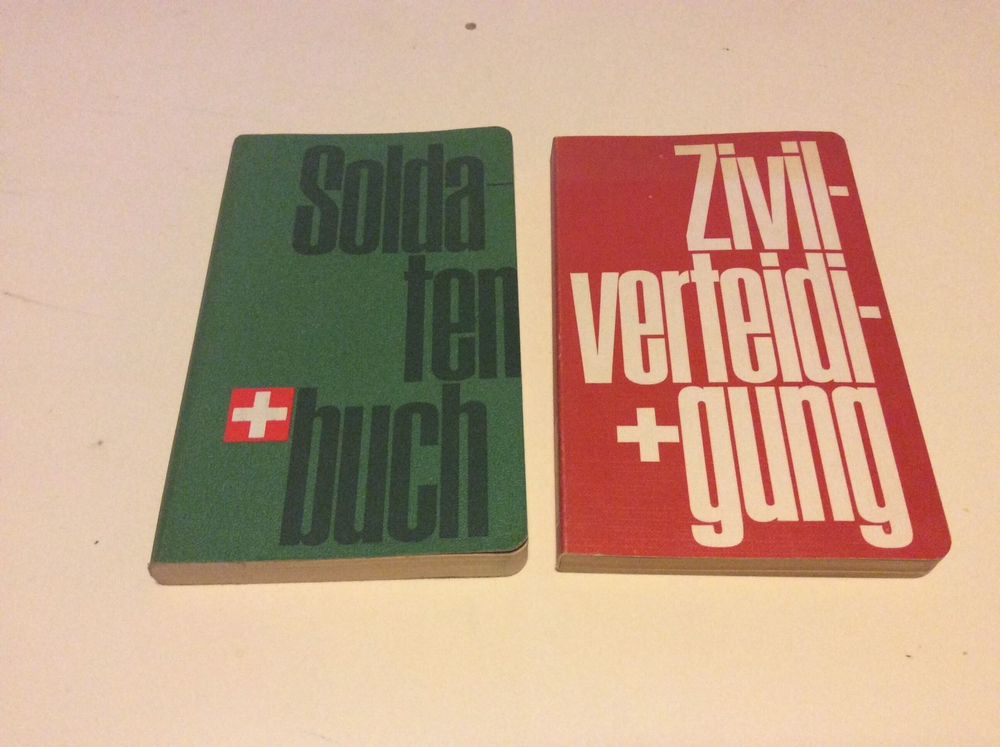 Solda-
ten
buch
Zivil-
verteidi-
gung